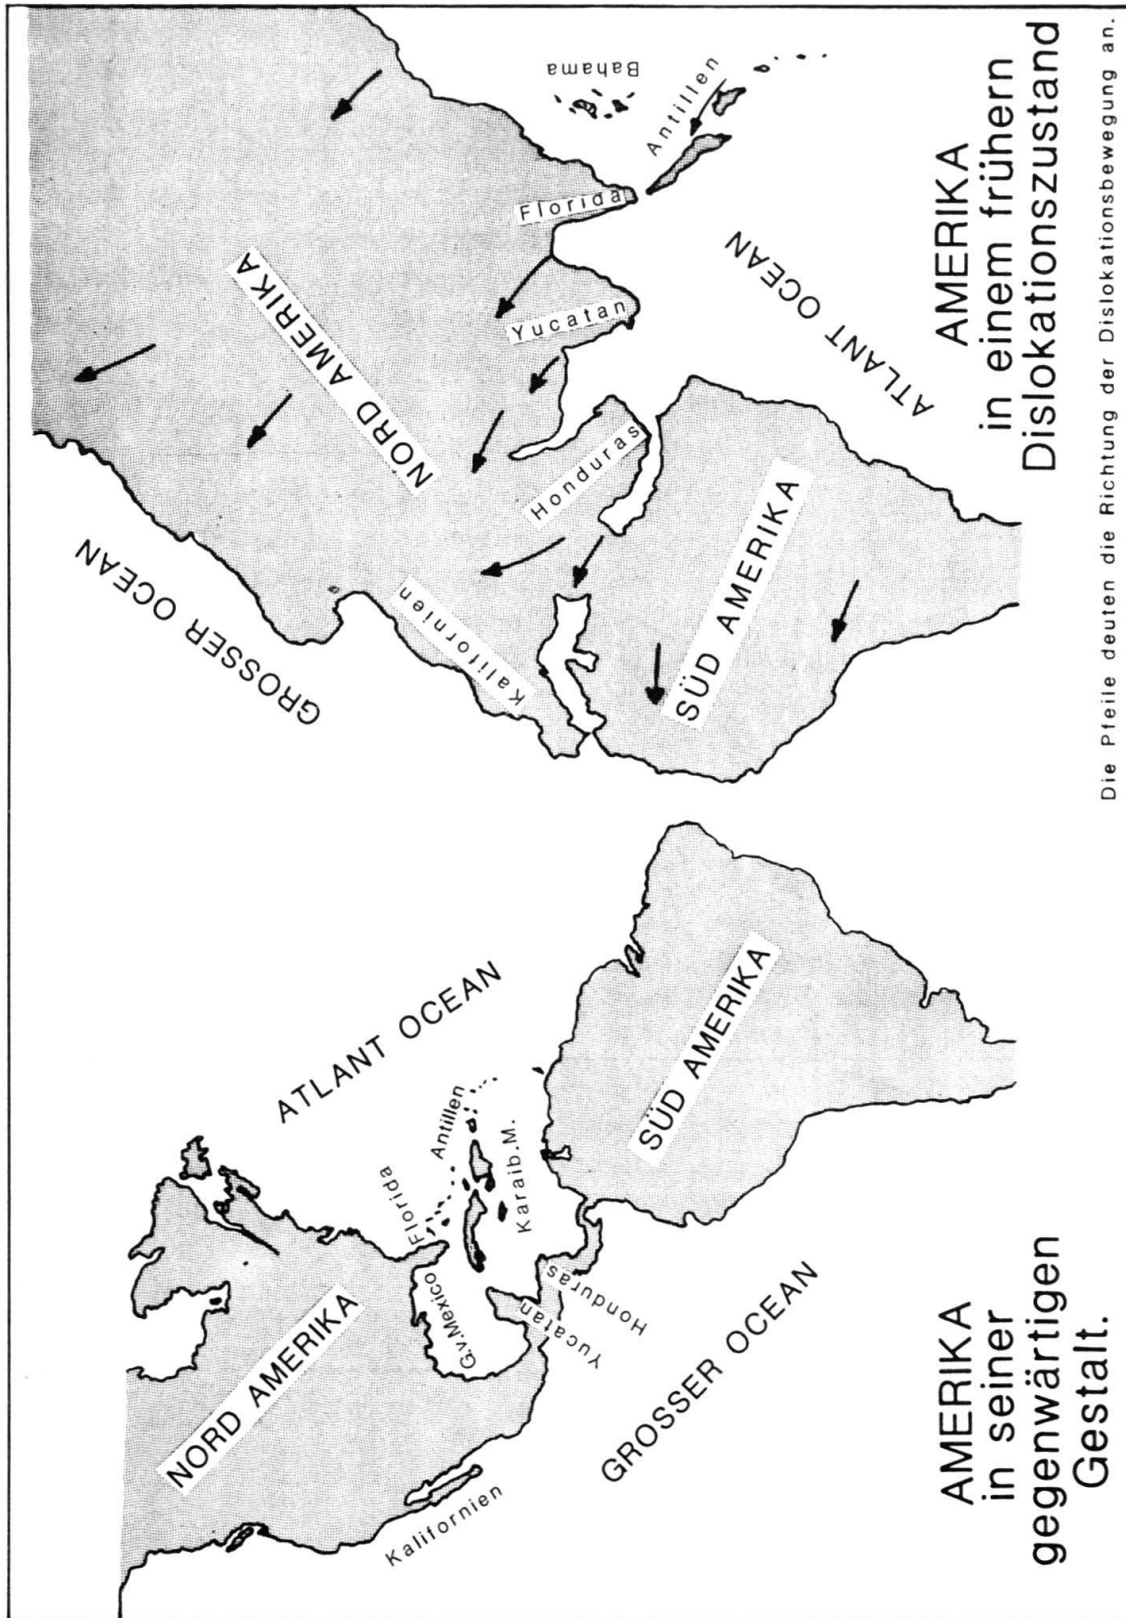 NORD AMERIKA
ATLANT OCEAN
Florida
Antillen
G.v.Mexico
Karaib.M.
Yucatan
Honduras
Kalifornien
GROSSER OCEAN
SÜD AMERIKA
AMERIKA
in seiner
gegenwärtigen
Gestalt.
GROSSER OCEAN
NORD AMERIKA
Bahama
Florida
Antillen
Yucatan
Honduras
Kalifornien
ATLANT OCEAN
SÜD AMERIKA
AMERIKA
in einem frühern
Dislokationszustand
Die Pfeile deuten die Richtung der Dislokationsbewegung an.